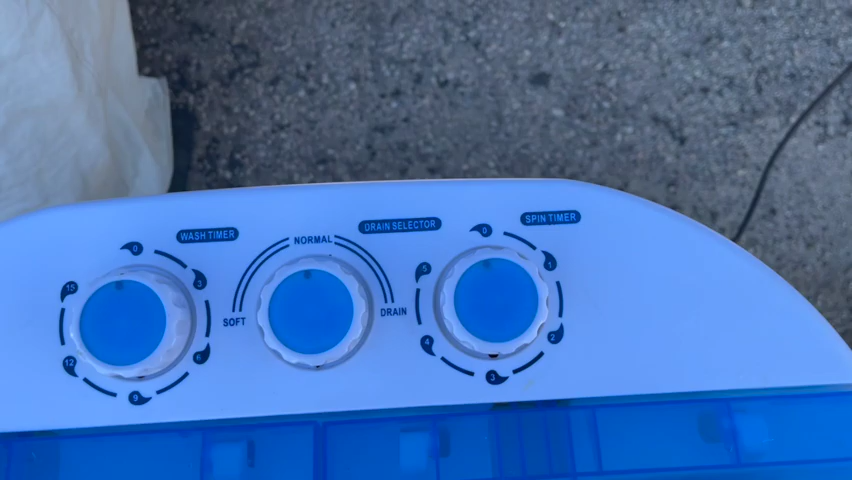 WASH TIMER
0
3
6
9
12
15
DRAIN SELECTOR
NORMAL
SOFT
DRAIN
SPIN TIMER
0
1
2
3
4
5